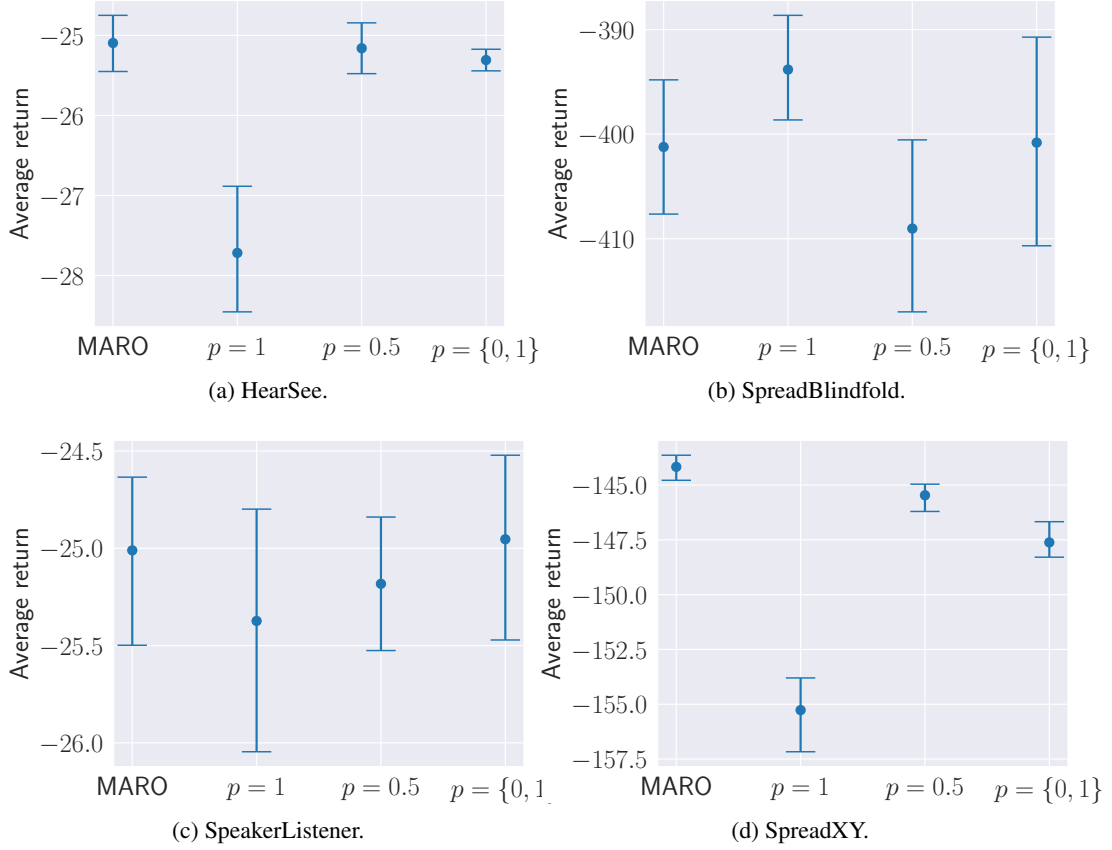 −25
−26
−27
−28
Average return
MARO p = 1 p = 0.5 p = {0, 1}
(a) HearSee.
−390
−400
−410
Average return
MARO p = 1 p = 0.5 p = {0, 1}
(b) SpreadBlindfold.
−24.5
−25.0
−25.5
−26.0
Average return
MARO p = 1 p = 0.5 p = {0, 1
(c) SpeakerListener.
−145.0
−147.5
−150.0
−152.5
−155.0
−157.5
Average return
MARO p = 1 p = 0.5 p = {0, 1}
(d) SpreadXY.